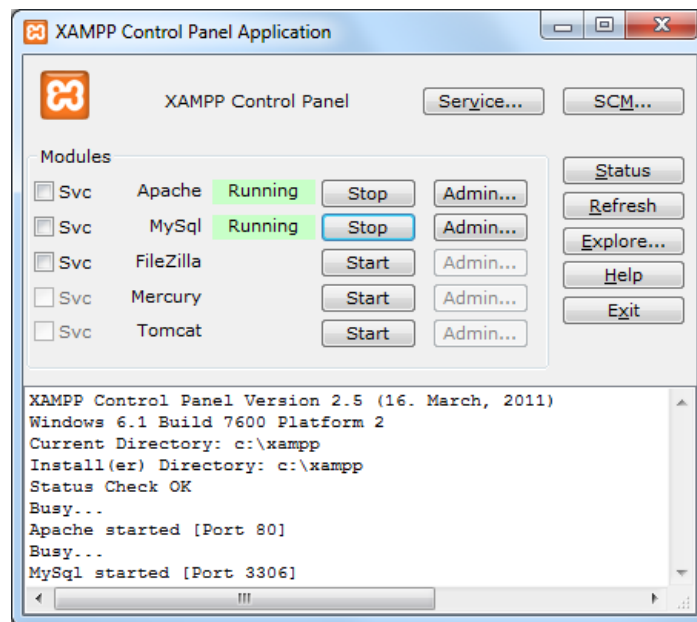 XAMPP Control Panel Application
XAMPP Control Panel Service... SCM...
Modules
Svc Apache Running Stop Admin...
Svc MySql Running Stop Admin...
Svc FileZilla Start Admin...
Svc Mercury Start Admin...
Svc Tomcat Start Admin...
Status
Refresh
Explore...
Help
Exit
XAMPP Control Panel Version 2.5 (16. March, 2011)
Windows 6.1 Build 7600 Platform 2
Current Directory: c:\xampp
Install(er) Directory: c:\xampp
Status Check OK
Busy...
Apache started [Port 80]
Busy...
MySql started [Port 3306]